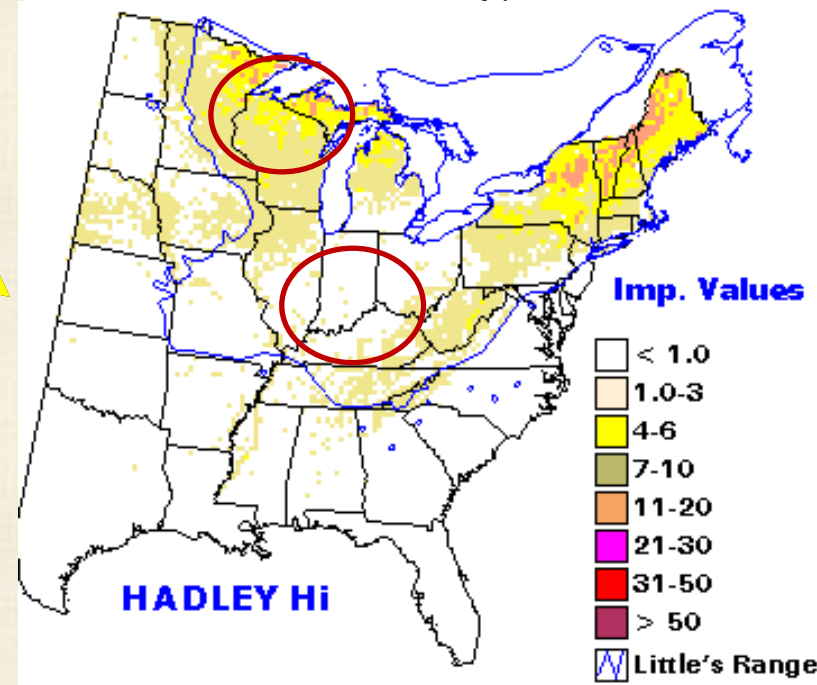 Imp. Values
< 1.0
1.0-3
4-6
7-10
11-20
21-30
31-50
> 50
Little's Range
HADLEY Hi